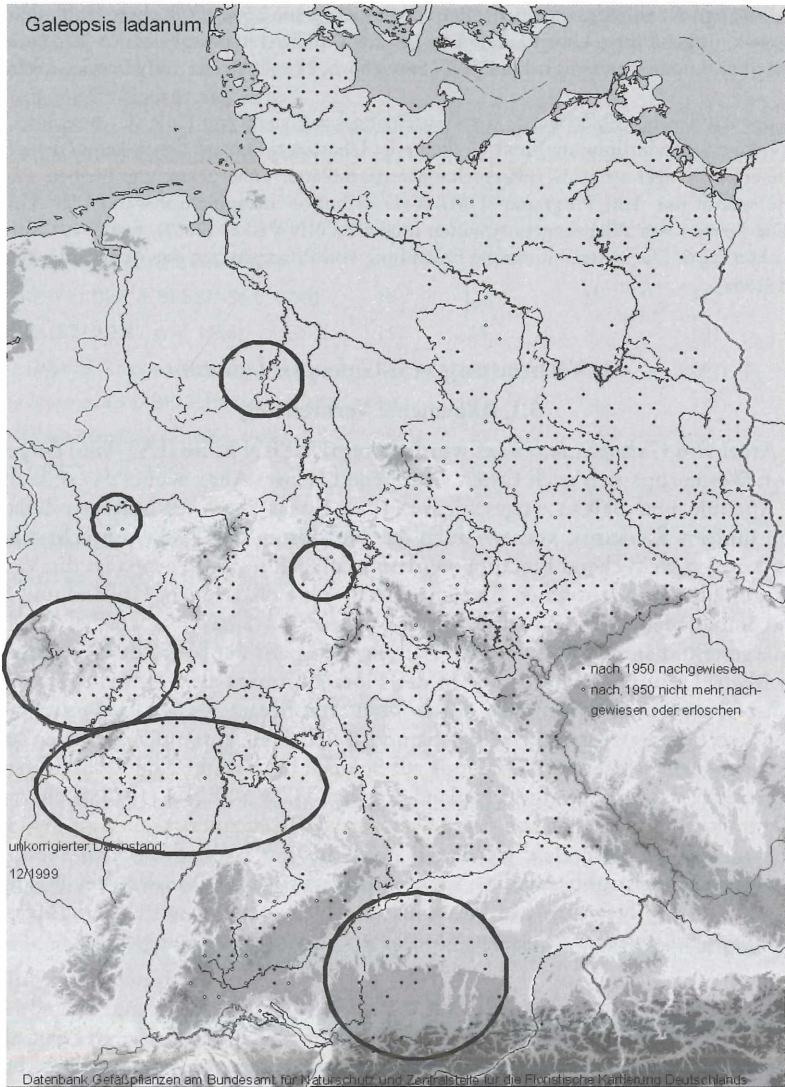 Galeopsis ladanum L.
• nach 1950 nachgewiesen
◦ nach 1950 nicht mehr nach-
gewiesen oder erloschen
unkorrigierter Datenstand:
12/1999
Datenbank Gefäßpflanzen am Bundesamt für Naturschutz und Zentralstelle für die Floristische Kartierung Deutschlands